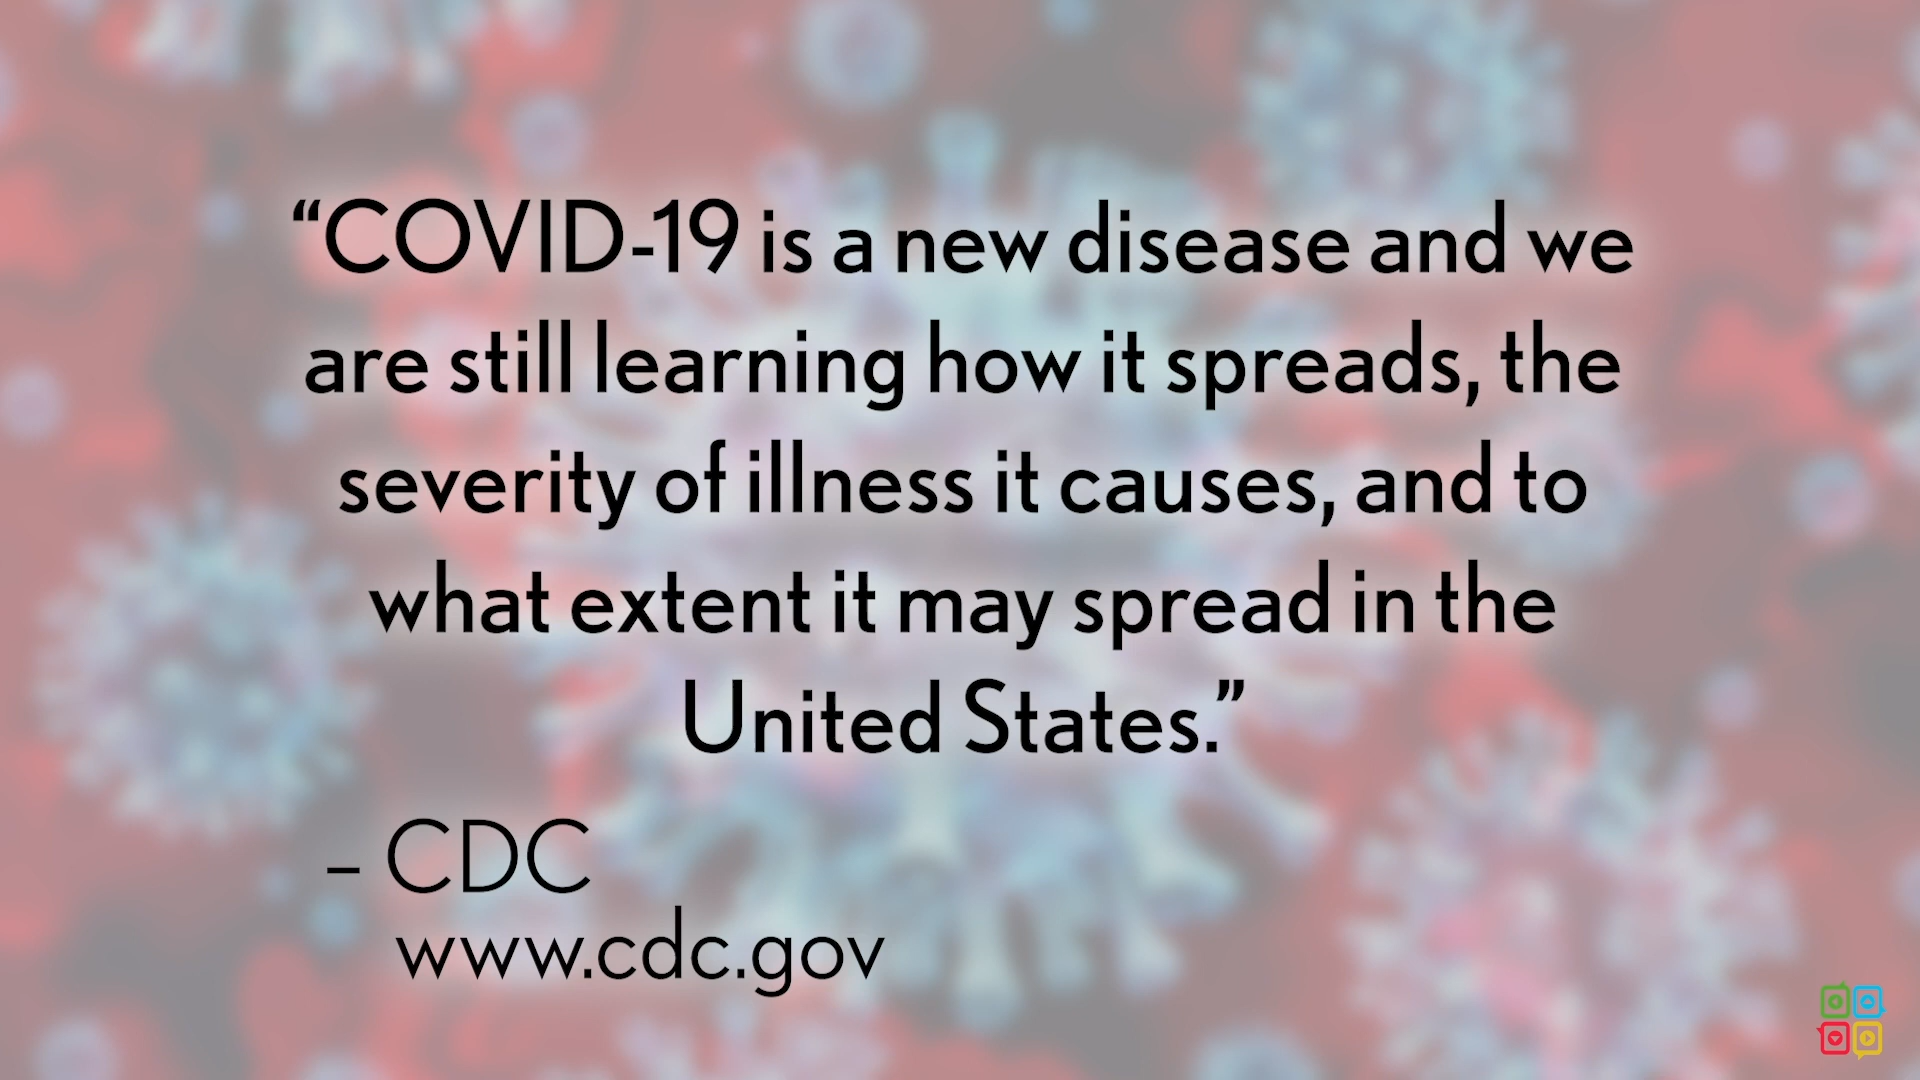 “COVID-19 is a new disease and we
are still learning how it spreads, the
severity of illness it causes, and to
what extent it may spread in the
United States.”
– CDC
www.cdc.gov